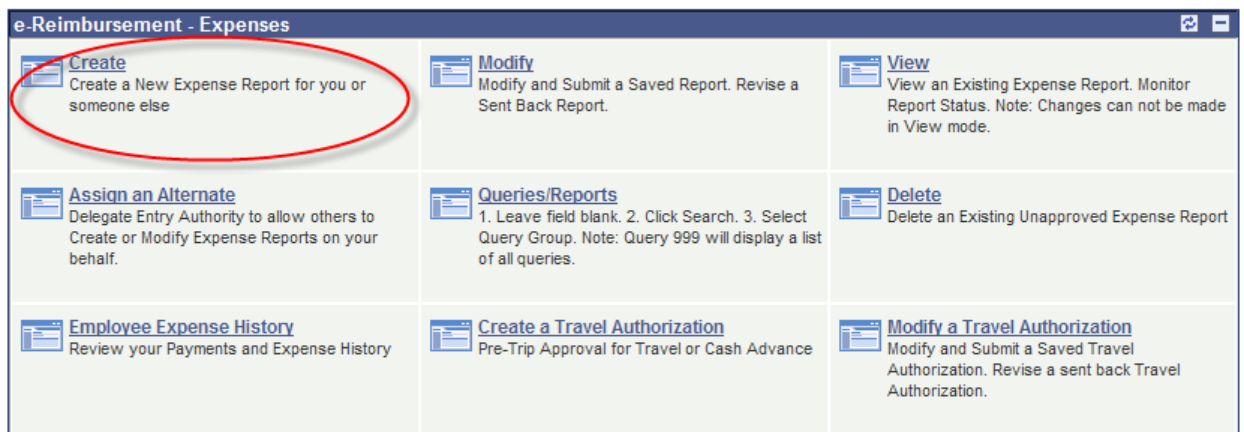 e-Reimbursement - Expenses
Create
Create a New Expense Report for you or
someone else
Modify
Modify and Submit a Saved Report. Revise a
Sent Back Report.
View
View an Existing Expense Report. Monitor
Report Status. Note: Changes can not be made
in View mode.
Assign an Alternate
Delegate Entry Authority to allow others to
Create or Modify Expense Reports on your
behalf.
Queries/Reports
1. Leave field blank. 2. Click Search. 3. Select
Query Group. Note: Query 999 will display a list
of all queries.
Delete
Delete an Existing Unapproved Expense Report
Employee Expense History
Review your Payments and Expense History
Create a Travel Authorization
Pre-Trip Approval for Travel or Cash Advance
Modify a Travel Authorization
Modify and Submit a Saved Travel
Authorization. Revise a sent back Travel
Authorization.